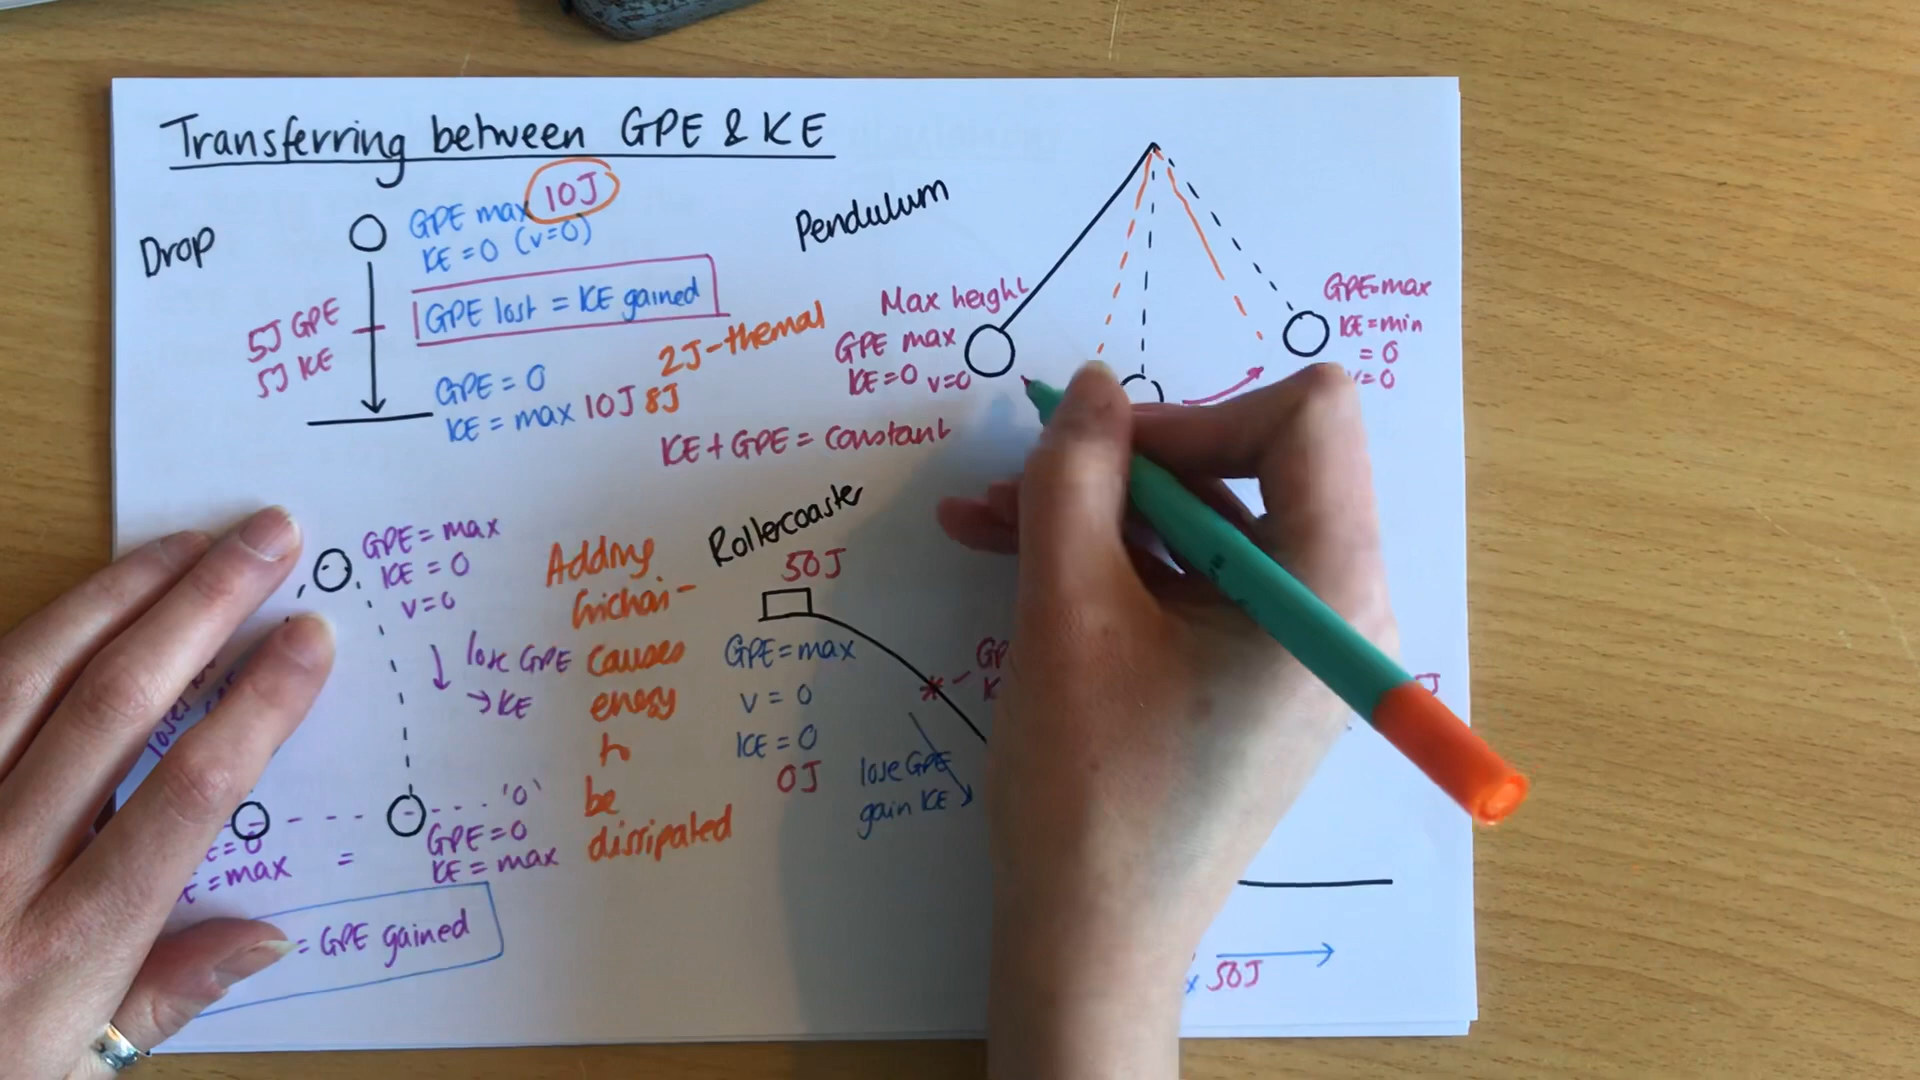 Transferring between GPE & KE
Drop
GPE max 10J
KE = 0 (v=0)
GPE lost = KE gained
5J GPE
5J KE
2J-themal
GPE = 0
KE = max 10J 8J
KE + GPE = constant
Pendulum
Max height
GPE max
KE=0 v=0
GPE=max
KE=min
= 0
v=0
GPE = max
KE = 0
v=0
lose GPE
→ KE
'0'
GPE=0
KE = max
= max =
= GPE gained
Adding
causes
energy
to
be
dissipated
Rollercoaster
50J
GPE=max
v = 0
KE = 0
0J
lose GPE
gain KE
50J